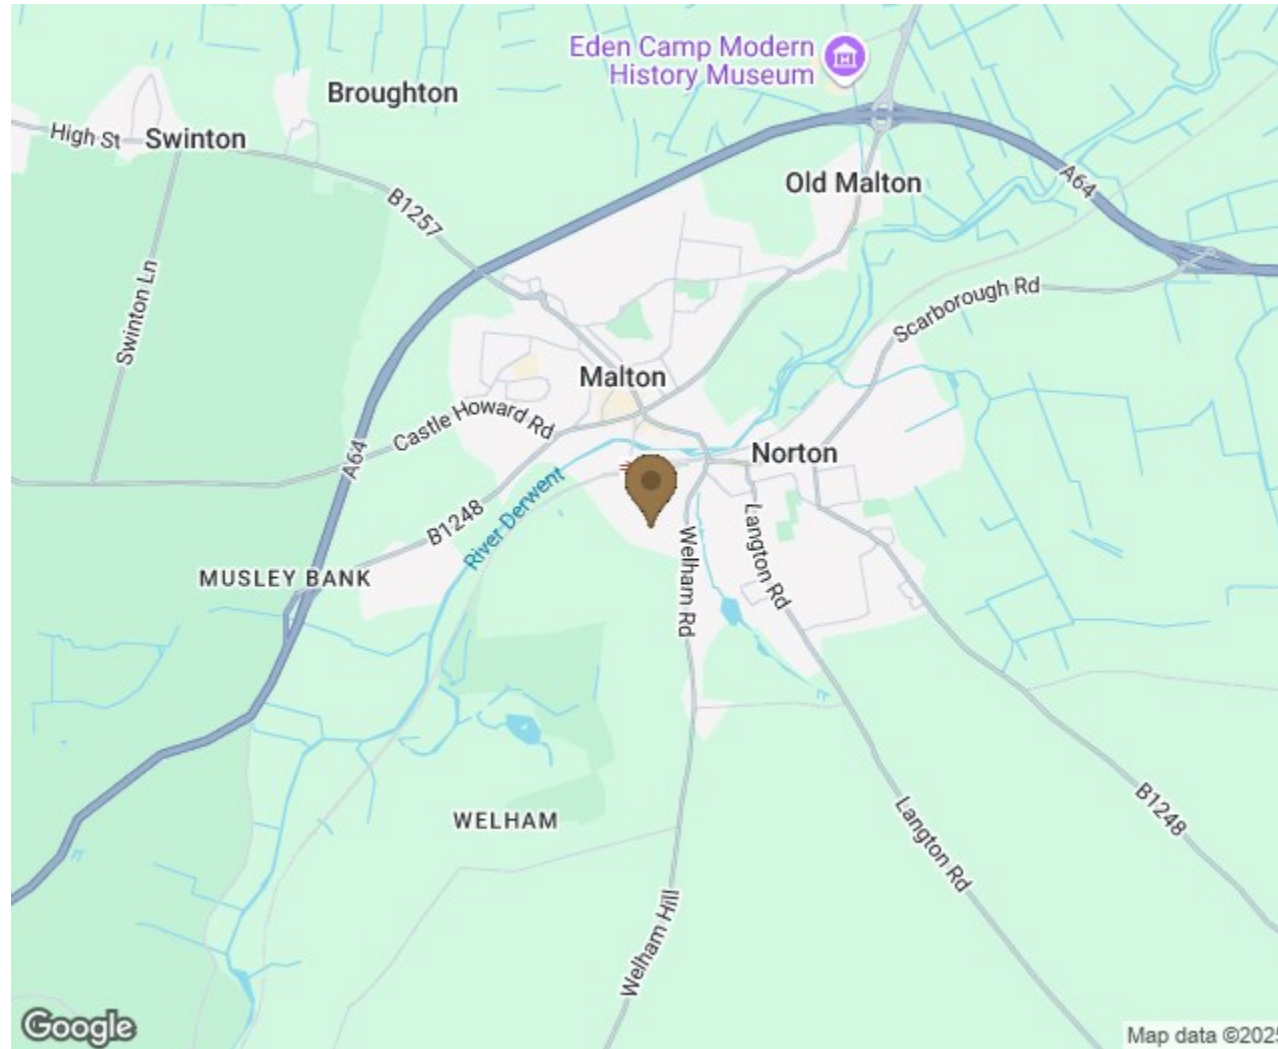 Eden Camp Modern
History Museum
Broughton
High St
Swinton
Old Malton
A64
B1257
Swinton Ln
Scarborough Rd
Malton
Castle Howard Rd
A64
Norton
B1248
River Derwent
Langton Rd
Welham Rd
MUSLEY BANK
WELHAM
B1248
Langton Rd
Welham Hill
Google
Map data ©2025